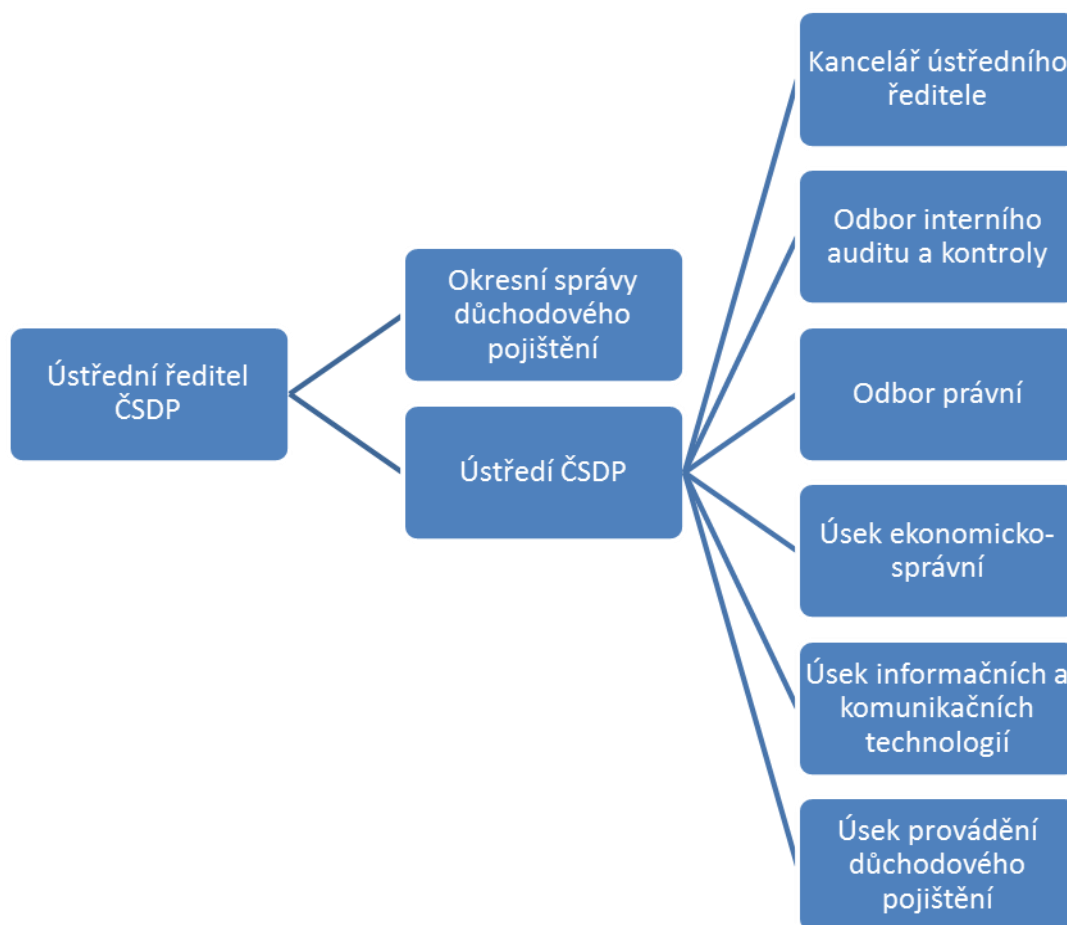 Ústřední ředitel
ČSDP
Okresní správy
důchodového
pojištění
Ústředí ČSDP
Kancelář ústředního
ředitele
Odbor interního
auditu a kontroly
Odbor právní
Úsek ekonomicko-
správní
Úsek informačních a
komunikačních
technologií
Úsek provádění
důchodového
pojištění